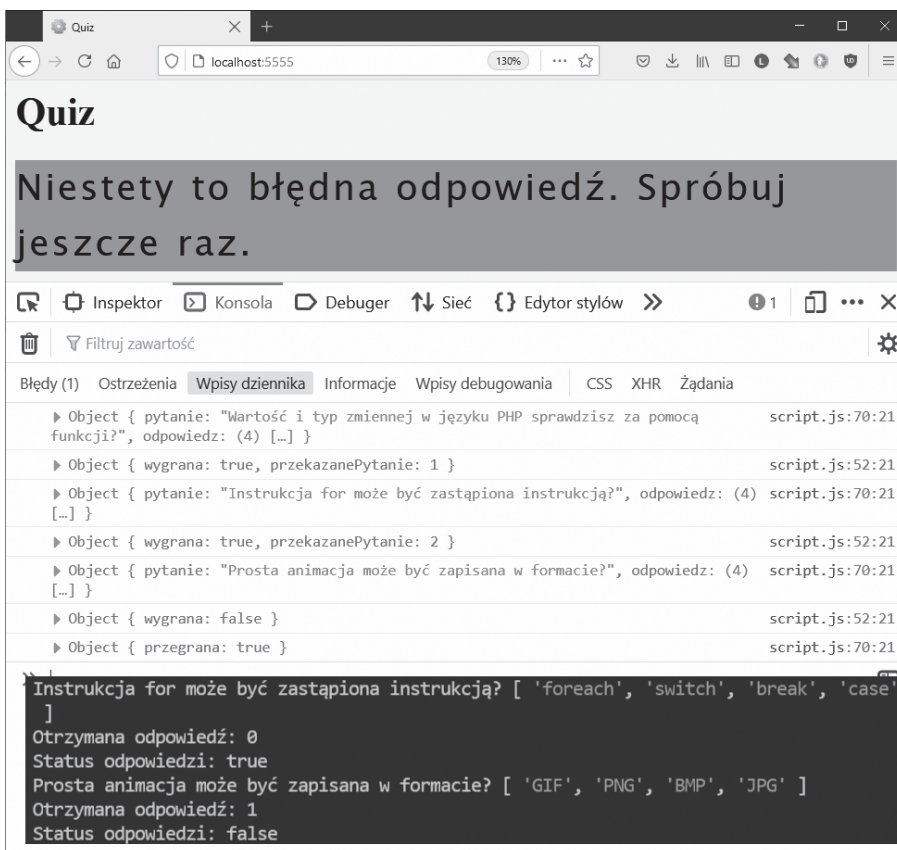 Quiz
localhost:5555
130%
Quiz
Niestety to błędna odpowiedź. Spróbuj
jeszcze raz.
Inspektor Konsola Debuger Sieć Edytor stylów 1
Filtruj zawartość
Błędy (1) Ostrzeżenia Wpisy dziennika Informacje Wpisy debugowania CSS XHR Żądania
Object { pytanie: "Wartość i typ zmiennej w języku PHP sprawdzisz za pomocą script.js:70:21
funkcji?", odpowiedz: (4) […] }
Object { wygrana: true, przekazanePytanie: 1 } script.js:52:21
Object { pytanie: "Instrukcja for może być zastąpiona instrukcją?", odpowiedz: (4) script.js:70:21
[…] }
Object { wygrana: true, przekazanePytanie: 2 } script.js:52:21
Object { pytanie: "Prosta animacja może być zapisana w formacie?", odpowiedz: (4) script.js:70:21
[…] }
Object { wygrana: false } script.js:52:21
Object { przegrana: true } script.js:70:21
Instrukcja for może być zastąpiona instrukcją? [ 'foreach', 'switch', 'break', 'case'
]
Otrzymana odpowiedź: 0
Status odpowiedzi: true
Prosta animacja może być zapisana w formacie? [ 'GIF', 'PNG', 'BMP', 'JPG' ]
Otrzymana odpowiedź: 1
Status odpowiedzi: false